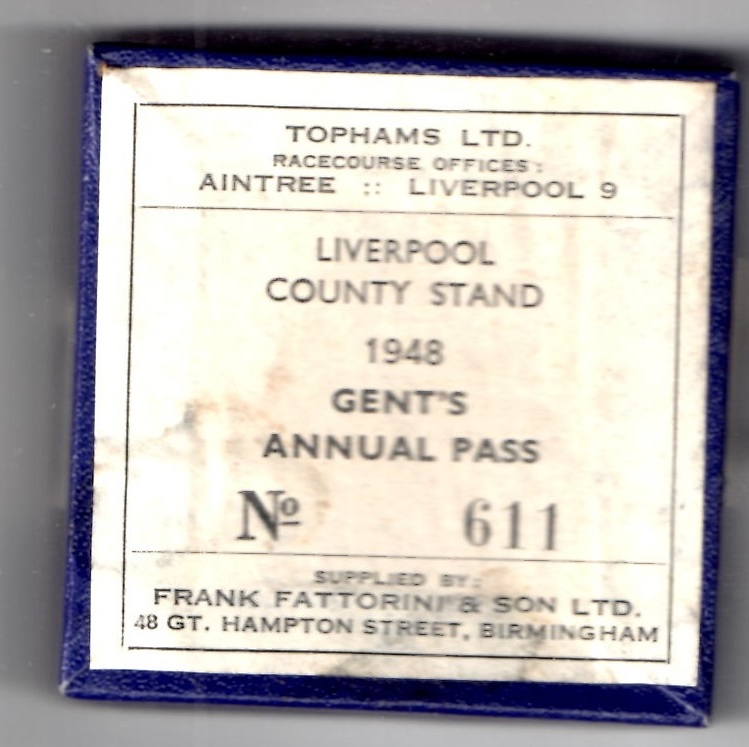 TOPHAMS LTD.
RACECOURSE OFFICES:
AINTREE :: LIVERPOOL 9
LIVERPOOL
COUNTY STAND
1948
GENT'S
ANNUAL PASS
Nº 611
SUPPLIED BY:
FRANK FATTORINI & SON LTD.
48 GT. HAMPTON STREET, BIRMINGHAM